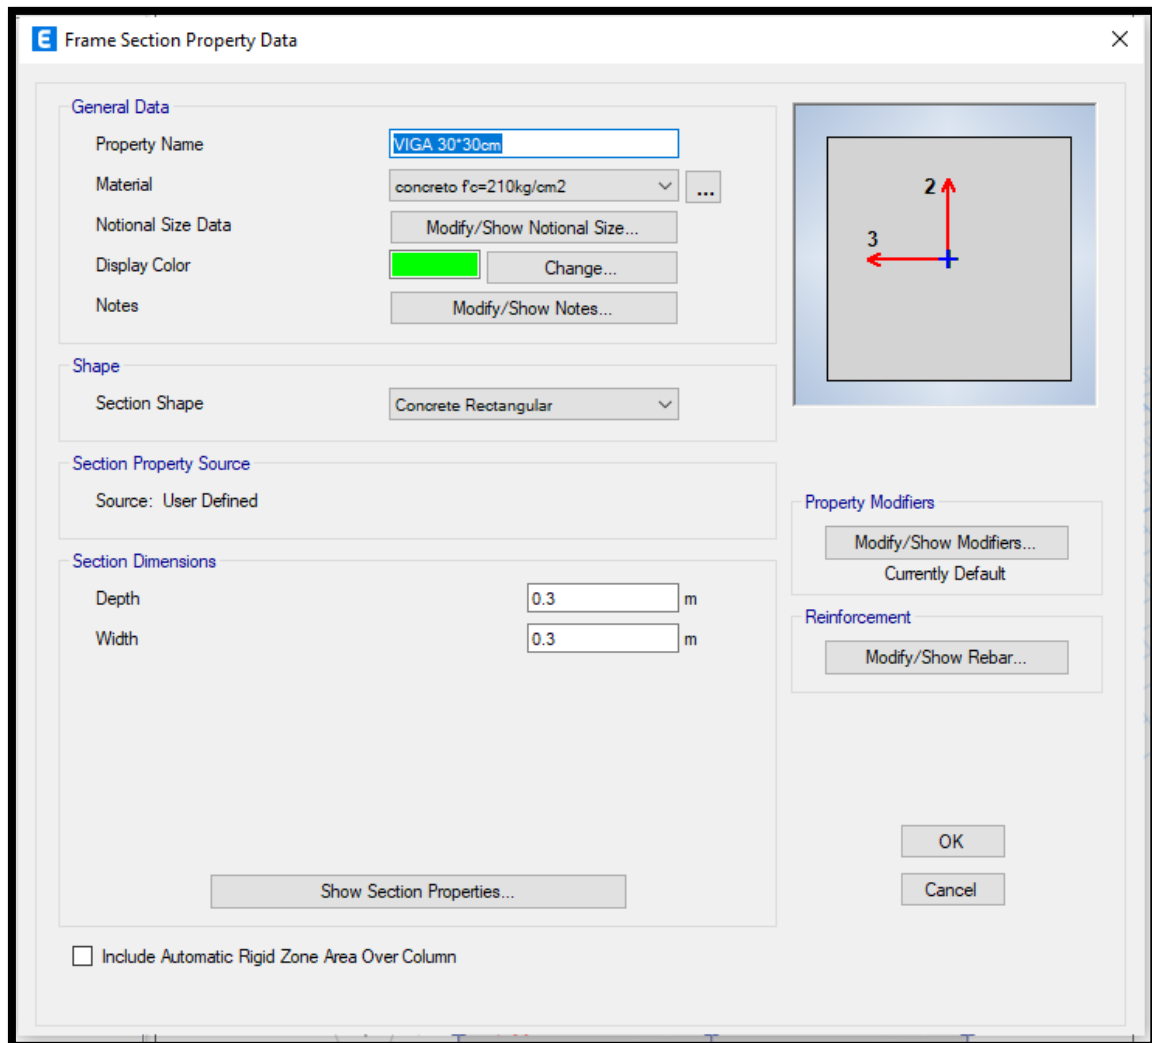 E Frame Section Property Data
General Data
Property Name VIGA 30*30cm
Material concreto f'c=210kg/cm2 ...
Notional Size Data Modify/Show Notional Size...
Display Color Change...
Notes Modify/Show Notes...
2
3
Shape
Section Shape Concrete Rectangular
Section Property Source
Source: User Defined
Property Modifiers
Modify/Show Modifiers...
Currently Default
Section Dimensions
Depth 0.3 m
Width 0.3 m
Reinforcement
Modify/Show Rebar...
Show Section Properties...
OK
Cancel
Include Automatic Rigid Zone Area Over Column